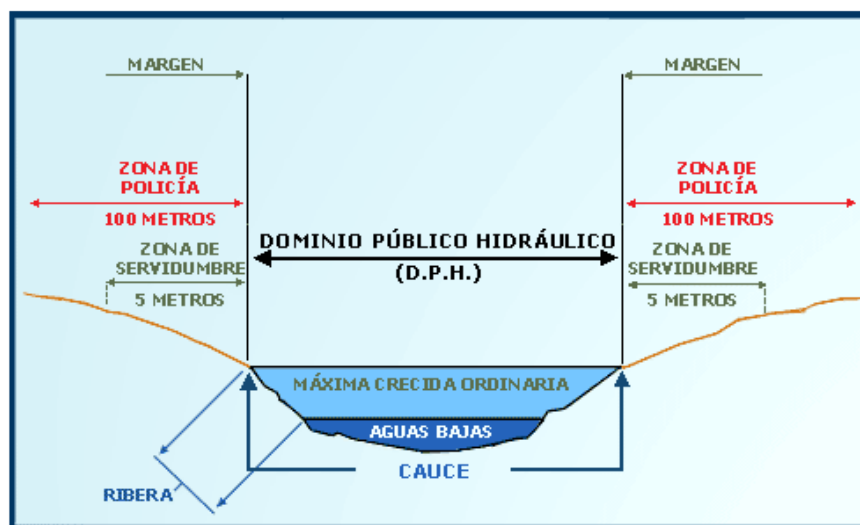 MARGEN
MARGEN
ZONA DE
POLICÍA
100 METROS
ZONA DE
POLICÍA
100 METROS
DOMINIO PÚBLICO HIDRÁULICO
(D.P.H.)
ZONA DE
SERVIDUMBRE
5 METROS
ZONA DE
SERVIDUMBRE
5 METROS
MÁXIMA CRECIDA ORDINARIA
AGUAS BAJAS
CAUCE
RIBERA